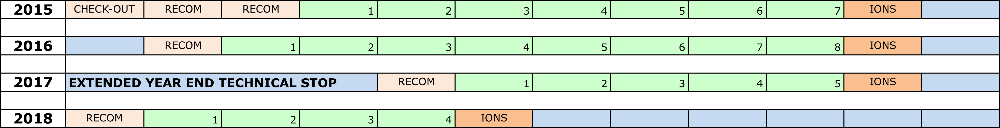 2015 CHECK-OUT RECOM RECOM 1 2 3 4 5 6 7 IONS
2016 RECOM 1 2 3 4 5 6 7 8 IONS
2017 EXTENDED YEAR END TECHNICAL STOP RECOM 1 2 3 4 5 IONS
2018 RECOM 1 2 3 4 IONS